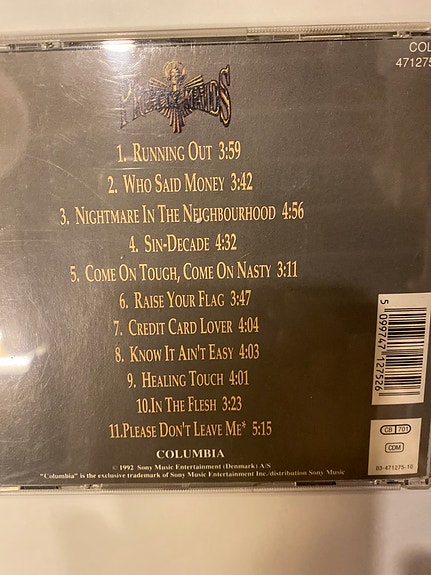 COL
471275
PRETTY MAIDS
1. RUNNING OUT 3:59
2. WHO SAID MONEY 3:42
3. NIGHTMARE IN THE NEIGHBOURHOOD 4:56
4. SIN-DECADE 4:32
5. COME ON TOUGH, COME ON NASTY 3:11
6. RAISE YOUR FLAG 3:47
7. CREDIT CARD LOVER 4:04
8. KNOW IT AIN'T EASY 4:03
9. HEALING TOUCH 4:01
10.IN THE FLESH 3:23
11.PLEASE DON'T LEAVE ME* 5:15
COLUMBIA
© 1992 Sony Music Entertainment (Denmark) A/S
"Columbia" is the exclusive trademark of Sony Music Entertainment Inc./distribution Sony Music
5 099747 127526
CB 701
CDM
03-471275-10